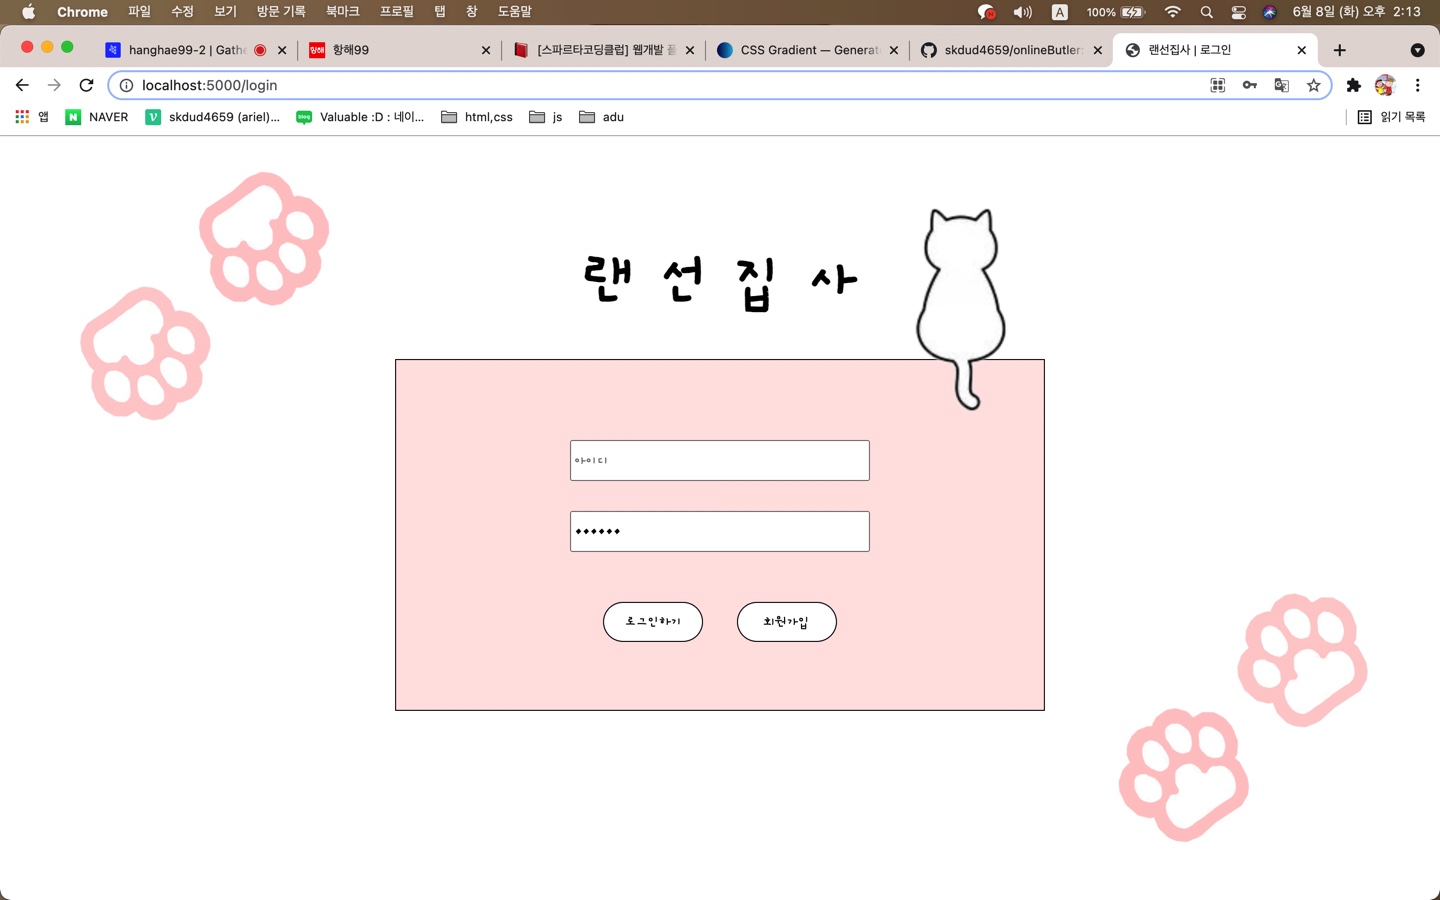 Chrome 파일 수정 보기 방문 기록 북마크 프로필 탭 창 도움말 A 100% 6월 8일 (화) 오후 2:13
hanghae99-2 | Gathe 항해99 [스파르타코딩클럽] 웹개발 플 CSS Gradient — Generat skdud4659/onlineButler: 랜선집사 | 로그인
localhost:5000/login
앱 NAVER skdud4659 (ariel)... Valuable :D : 네이... html,css js adu 읽기 목록
랜 선 집 사
아이디
••••••
로그인하기 회원가입